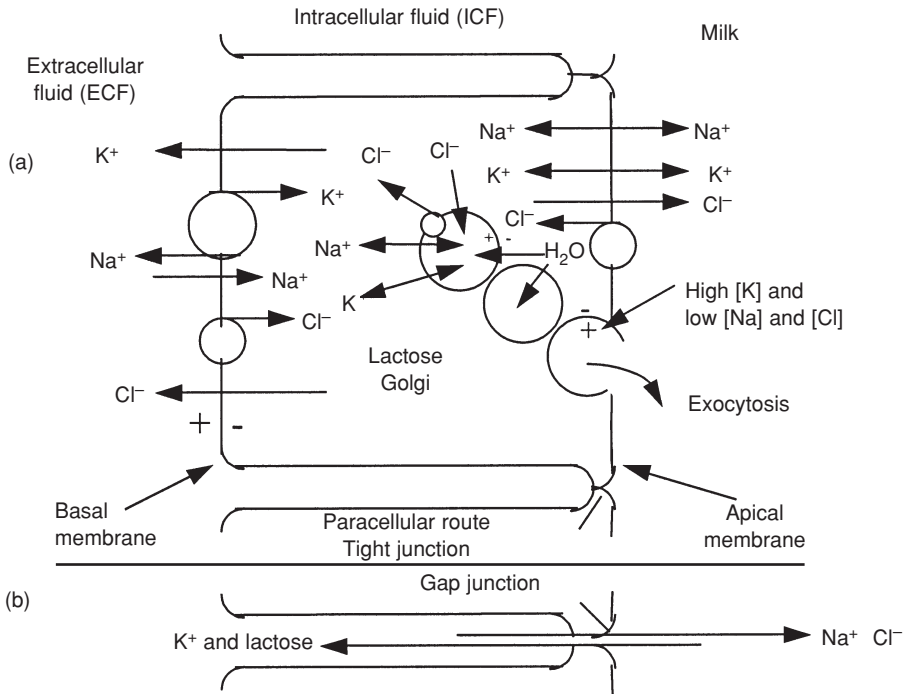 Intracellular fluid (ICF)
Milk
Extracellular
fluid (ECF)
(a)
K⁺
K⁺
Na⁺
Na⁺
Cl⁻
Cl⁻
+ -
Cl⁻
Cl⁻
Na⁺
K
+ -
H₂O
Lactose
Golgi
Na⁺
Na⁺
K⁺
K⁺
Cl⁻
Cl⁻
High [K] and
low [Na] and [Cl]
-
+
Exocytosis
Basal
membrane
Paracellular route
Tight junction
Apical
membrane
(b)
Gap junction
K⁺ and lactose
Na⁺ Cl⁻